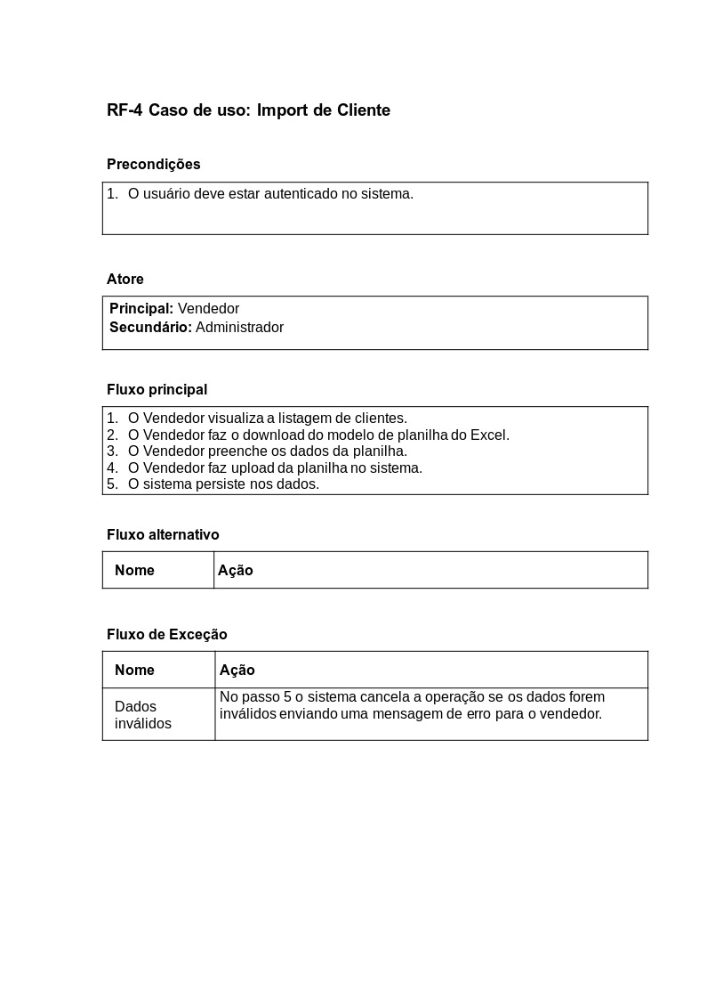 RF-4 Caso de uso: Import de Cliente
Precondições
1. O usuário deve estar autenticado no sistema.
Atore
Principal: Vendedor
Secundário: Administrador
Fluxo principal
1. O Vendedor visualiza a listagem de clientes.
2. O Vendedor faz o download do modelo de planilha do Excel.
3. O Vendedor preenche os dados da planilha.
4. O Vendedor faz upload da planilha no sistema.
5. O sistema persiste nos dados.
Fluxo alternativo
Nome Ação
Fluxo de Exceção
Nome Ação
Dados
inválidos
No passo 5 o sistema cancela a operação se os dados forem
inválidos enviando uma mensagem de erro para o vendedor.